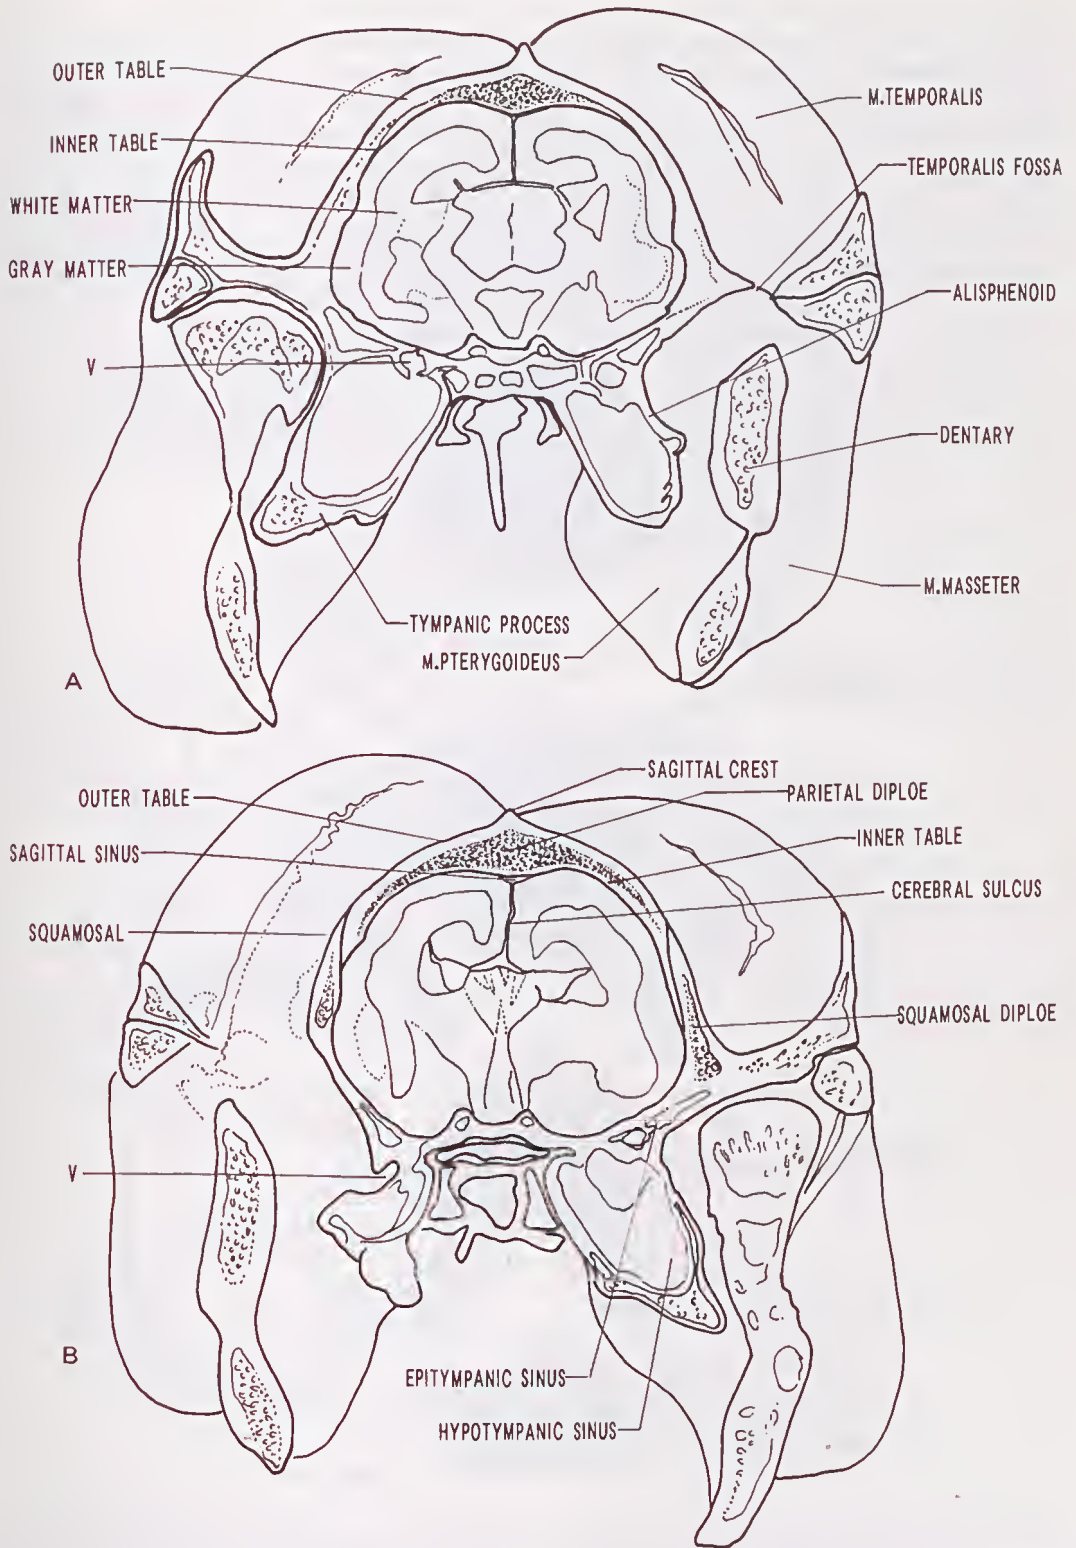 OUTER TABLE
M.TEMPORALIS
INNER TABLE
TEMPORALIS FOSSA
WHITE MATTER
GRAY MATTER
ALISPHENOID
V
DENTARY
M.MASSETER
TYMPANIC PROCESS
M.PTERYGOIDEUS
A
SAGITTAL CREST
OUTER TABLE
PARIETAL DIPLOE
INNER TABLE
SAGITTAL SINUS
CEREBRAL SULCUS
SQUAMOSAL
SQUAMOSAL DIPLOE
V
B
EPITYMPANIC SINUS
HYPOTYMPANIC SINUS